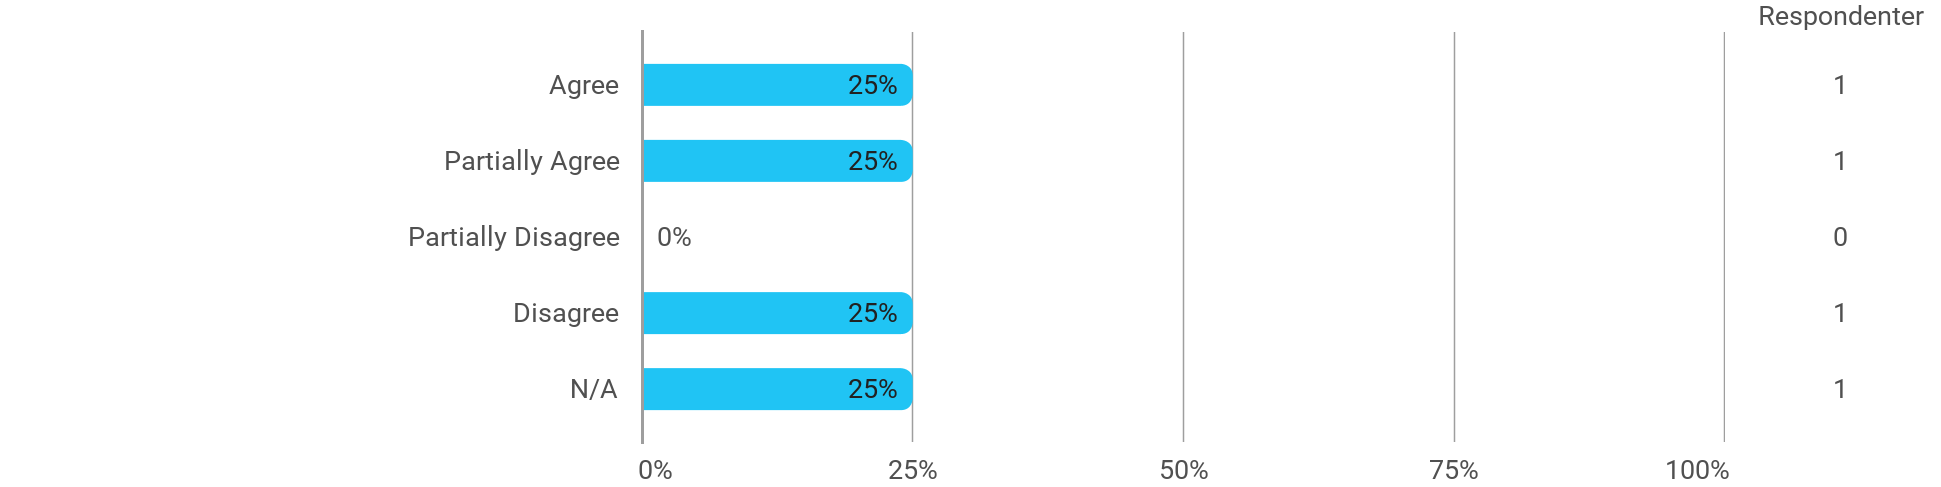 Respondenter
Agree 25% 1
Partially Agree 25% 1
Partially Disagree 0% 0
Disagree 25% 1
N/A 25% 1
0% 25% 50% 75% 100%